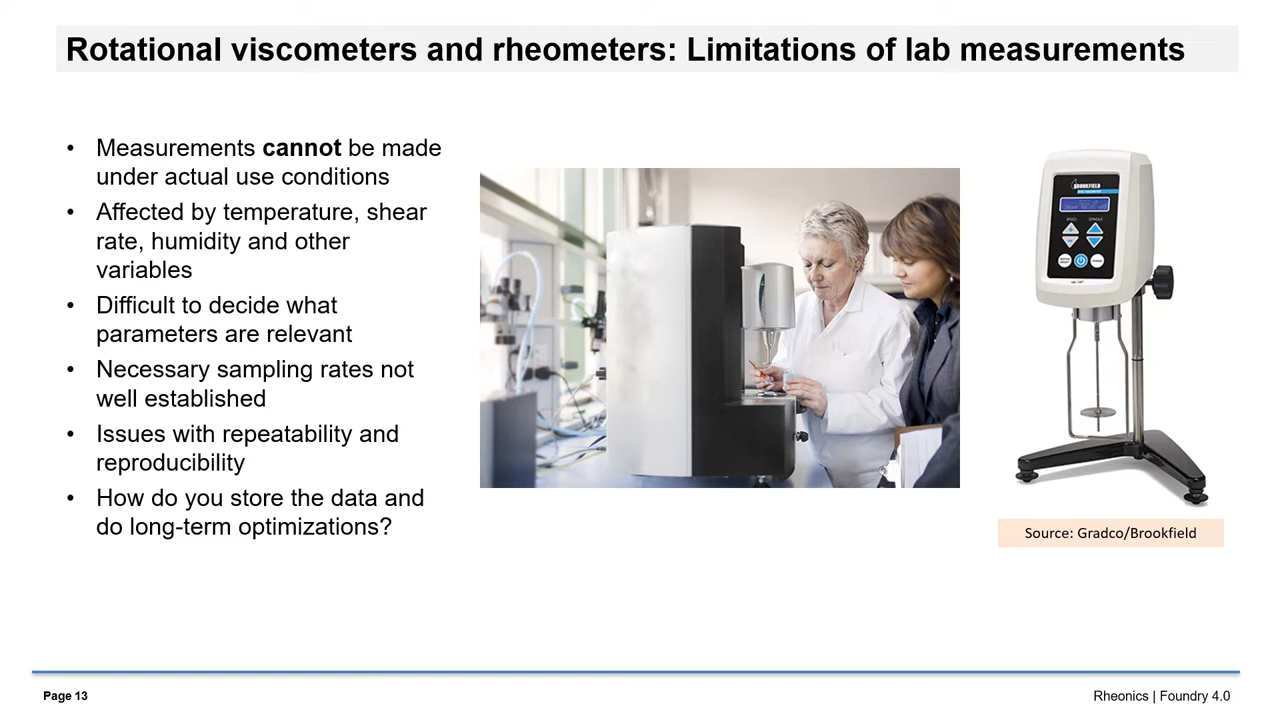 Rotational viscometers and rheometers: Limitations of lab measurements
• Measurements cannot be made
under actual use conditions
• Affected by temperature, shear
rate, humidity and other
variables
• Difficult to decide what
parameters are relevant
• Necessary sampling rates not
well established
• Issues with repeatability and
reproducibility
• How do you store the data and
do long-term optimizations?
BROOKFIELD
SPEED SPINDLE
Source: Gradco/Brookfield
Page 13
Rheonics | Foundry 4.0